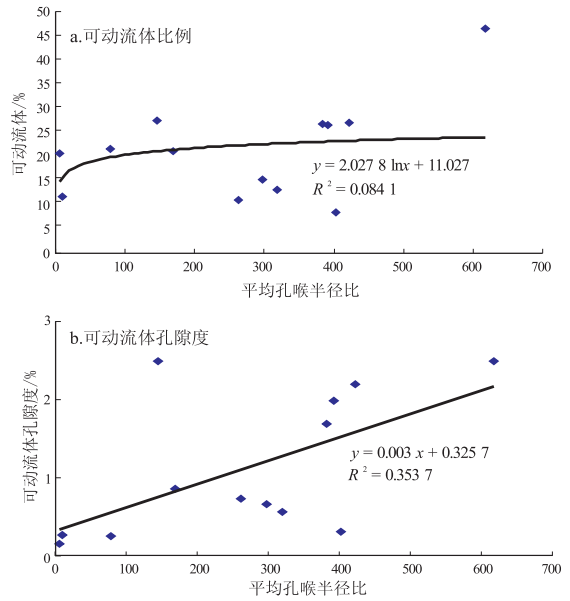 50
a.可动流体比例
45
40
35
30
25
20
15
10
5
0
可动流体/%
y = 2.027 8 lnx + 11.027
R² = 0.084 1
0 100 200 300 400 500 600 700
平均孔喉半径比
3
b.可动流体孔隙度
2
1
0
可动流体孔隙度/%
y = 0.003 x + 0.325 7
R² = 0.353 7
0 100 200 300 400 500 600 700
平均孔喉半径比